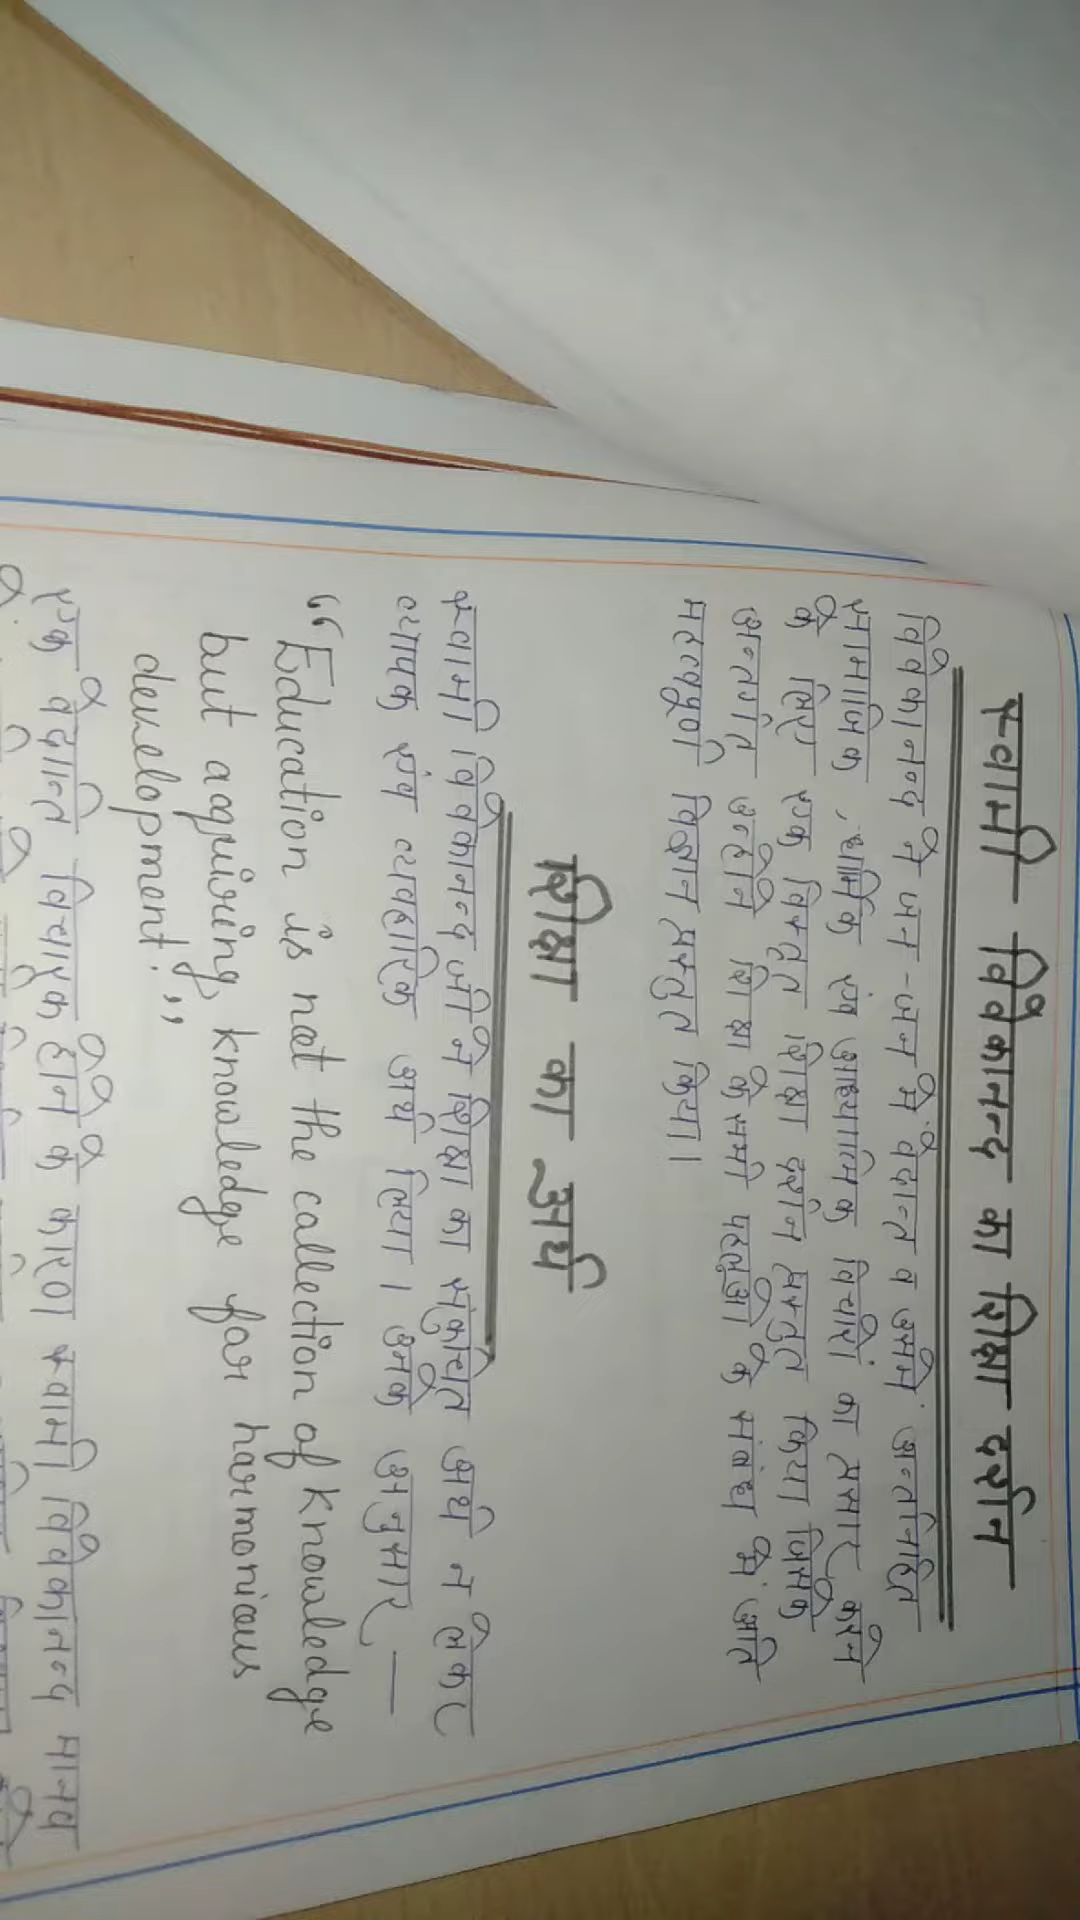 स्वामी विवेकानन्द का शिक्षा दर्शन
विवेकानन्द ने जन-जन में वेदान्त व उसमें अन्तर्निहित
सामाजिक, धार्मिक एंव आध्यात्मिक विचारों का प्रसार करने
के लिए एक विस्तृत शिक्षा दर्शन प्रस्तुत किया जिसके
अन्तर्गत उन्होंने शिक्षा के सभी पहलुओं के संबंध में अति
महत्वपूर्ण विद्वान प्रस्तुत किया।
शिक्षा का अर्थ
स्वामी विवेकानन्द जी ने शिक्षा का संकुचित अर्थ न लेकर
व्यापक एंव व्यवहारिक अर्थ लिया। उनके अनुसार —
“Education is not the collection of knowledge
but acquiring, knowledge for harmonious
development.”
एक वेदान्ति विचारक होने के कारण स्वामी विवेकानन्द मानव